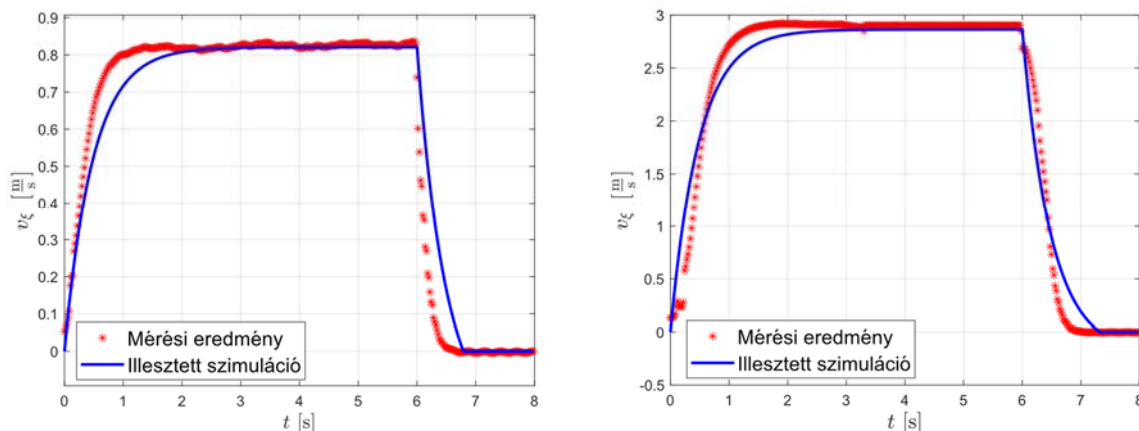 0.9
0.8
0.7
0.6
0.5
0.4
0.3
0.2
0.1
0
v_ξ [m/s]
Mérési eredmény
Illesztett szimuláció
0 1 2 3 4 5 6 7 8
t [s]
3
2.5
2
1.5
1
0.5
0
-0.5
v_ξ [m/s]
Mérési eredmény
Illesztett szimuláció
0 1 2 3 4 5 6 7 8
t [s]